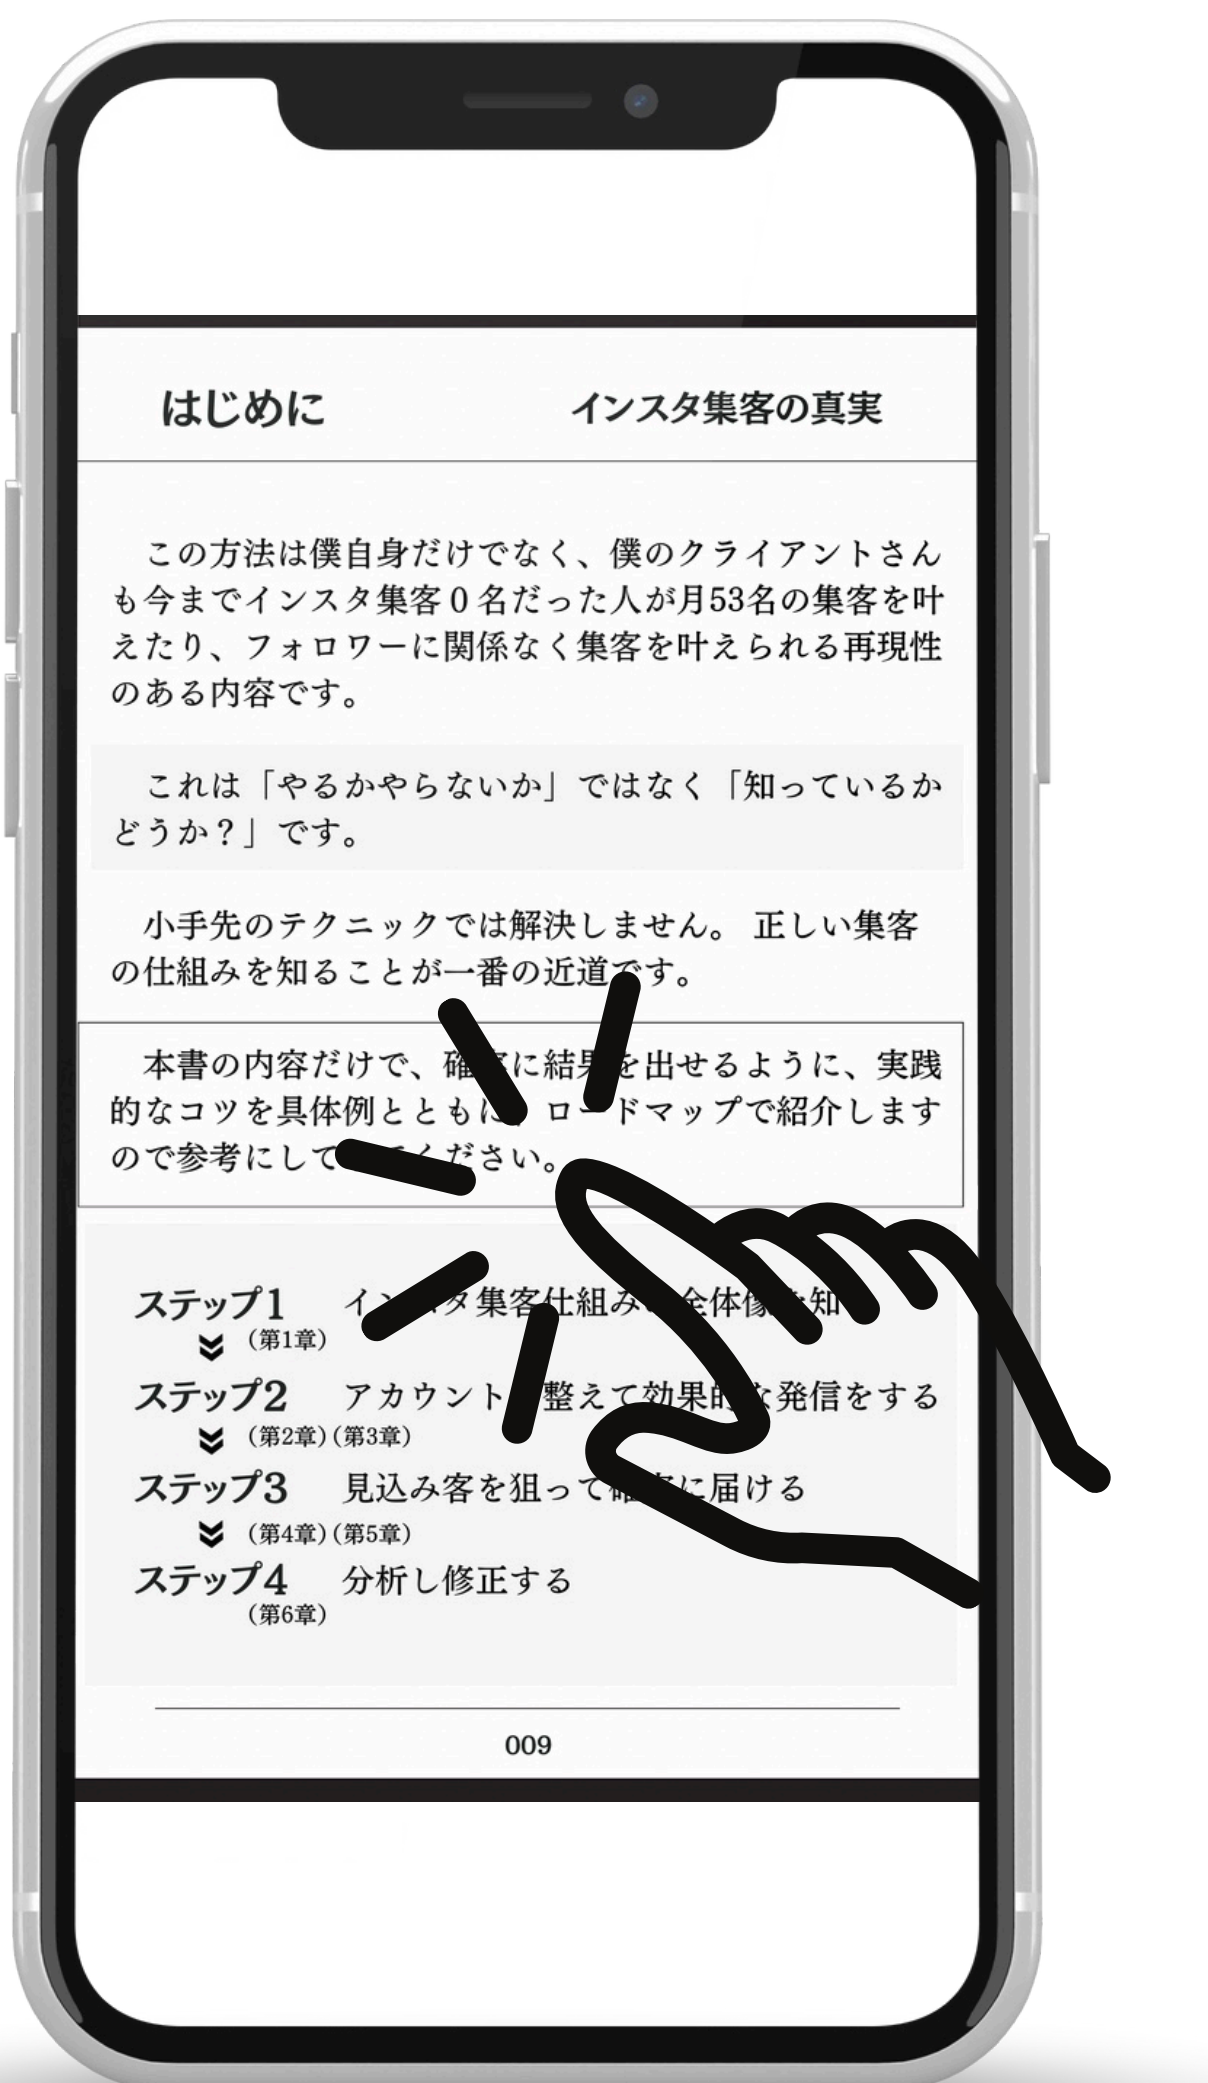 はじめに
インスタ集客の真実
この方法は僕自身だけでなく、僕のクライアントさん
も今までインスタ集客0名だった人が月53名の集客を叶
えたり、フォロワーに関係なく集客を叶えられる再現性
のある内容です。
これは「やるかやらないか」ではなく「知っているか
どうか?」です。
小手先のテクニックでは解決しません。 正しい集客
の仕組みを知ることが一番の近道です。
本書の内容だけで、確実に結果を出せるように、実践
的なコツを具体例とともに、ロードマップで紹介します
ので参考にして ください。
ステップ1 インスタ集客仕組み 全体像 知
(第1章)
ステップ2 アカウント 整えて効果的な発信をする
(第2章)(第3章)
ステップ3 見込み客を狙って確実に届ける
(第4章)(第5章)
ステップ4 分析し修正する
(第6章)
009